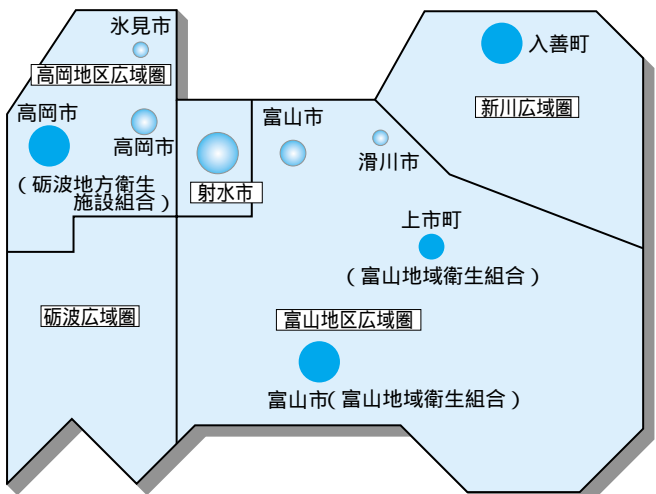 氷見市
高岡地区広域圏
高岡市
高岡市
(砺波地方衛生
施設組合)
射水市
富山市
滑川市
入善町
新川広域圏
上市町
(富山地域衛生組合)
砺波広域圏
富山地区広域圏
富山市(富山地域衛生組合)